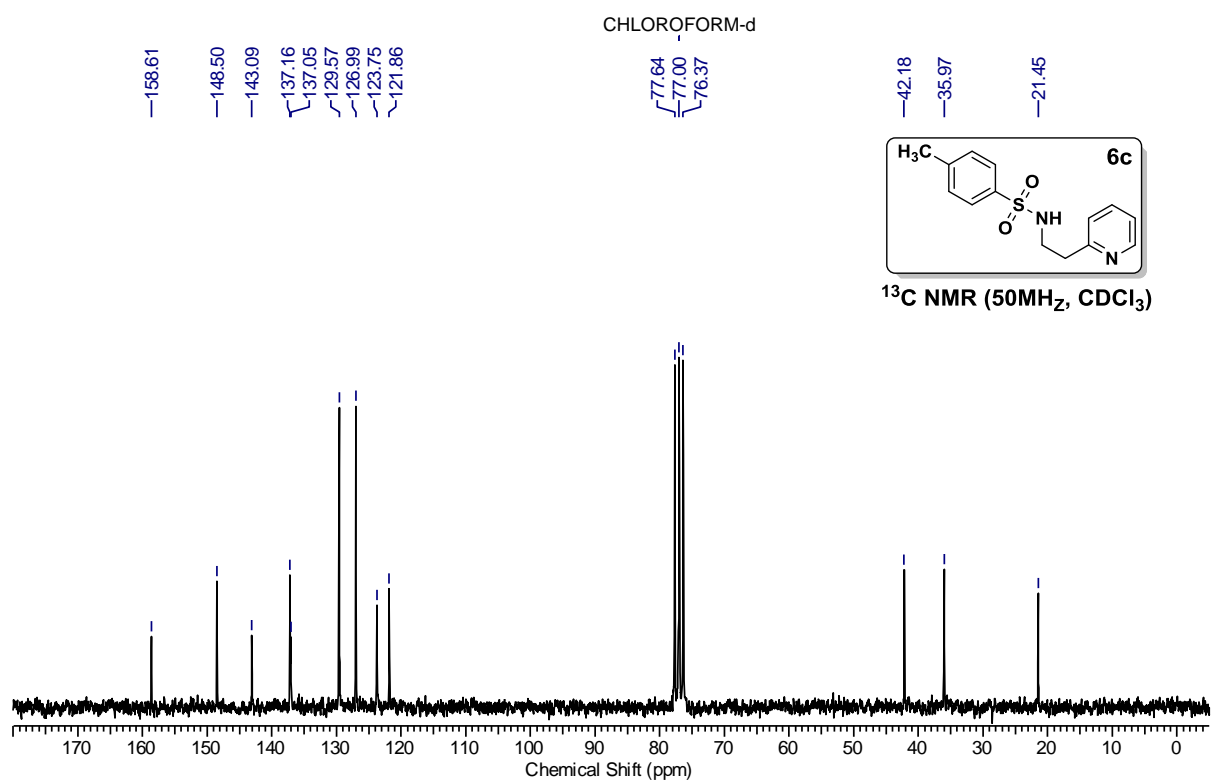 CHLOROFORM-d
158.61
148.50
143.09
137.16
137.05
129.57
126.99
123.75
121.86
77.64
77.00
76.37
42.18
35.97
21.45
6c
H₃C
O
S
NH
O
N
¹³C NMR (50MH_Z, CDCl₃)
170 160 150 140 130 120 110 100 90 80 70 60 50 40 30 20 10 0
Chemical Shift (ppm)